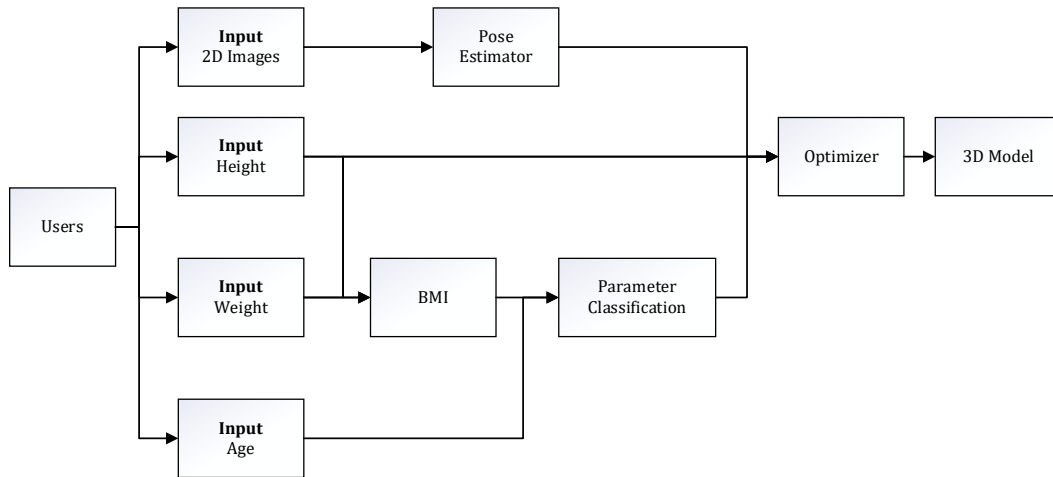 Input
2D Images
Pose
Estimator
Input
Height
Optimizer
3D Model
Users
Input
Weight
BMI
Parameter
Classification
Input
Age